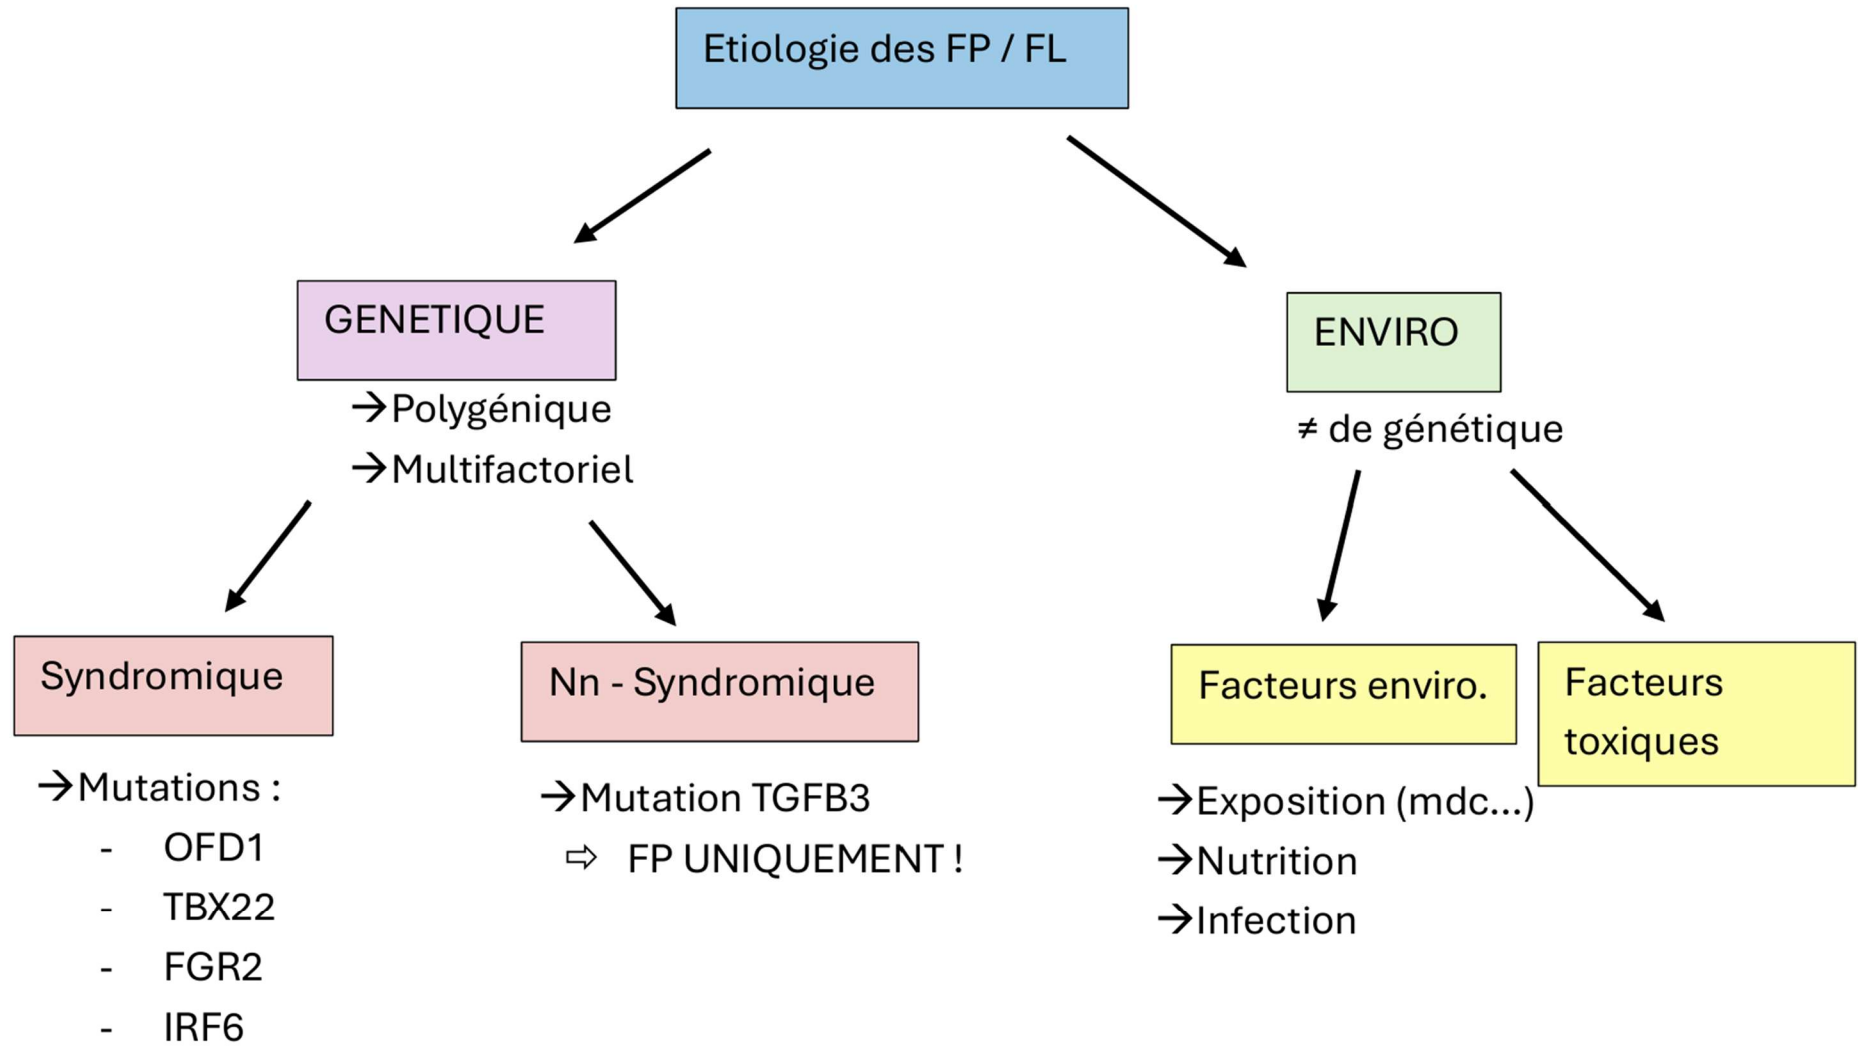 Etiologie des FP / FL
GENETIQUE
→Polygénique
→Multifactoriel
ENVIRO
≠ de génétique
Syndromique
→Mutations :
- OFD1
- TBX22
- FGR2
- IRF6
Nn - Syndromique
→Mutation TGFB3
⇨ FP UNIQUEMENT !
Facteurs enviro.
→Exposition (mdc...)
→Nutrition
→Infection
Facteurs
toxiques